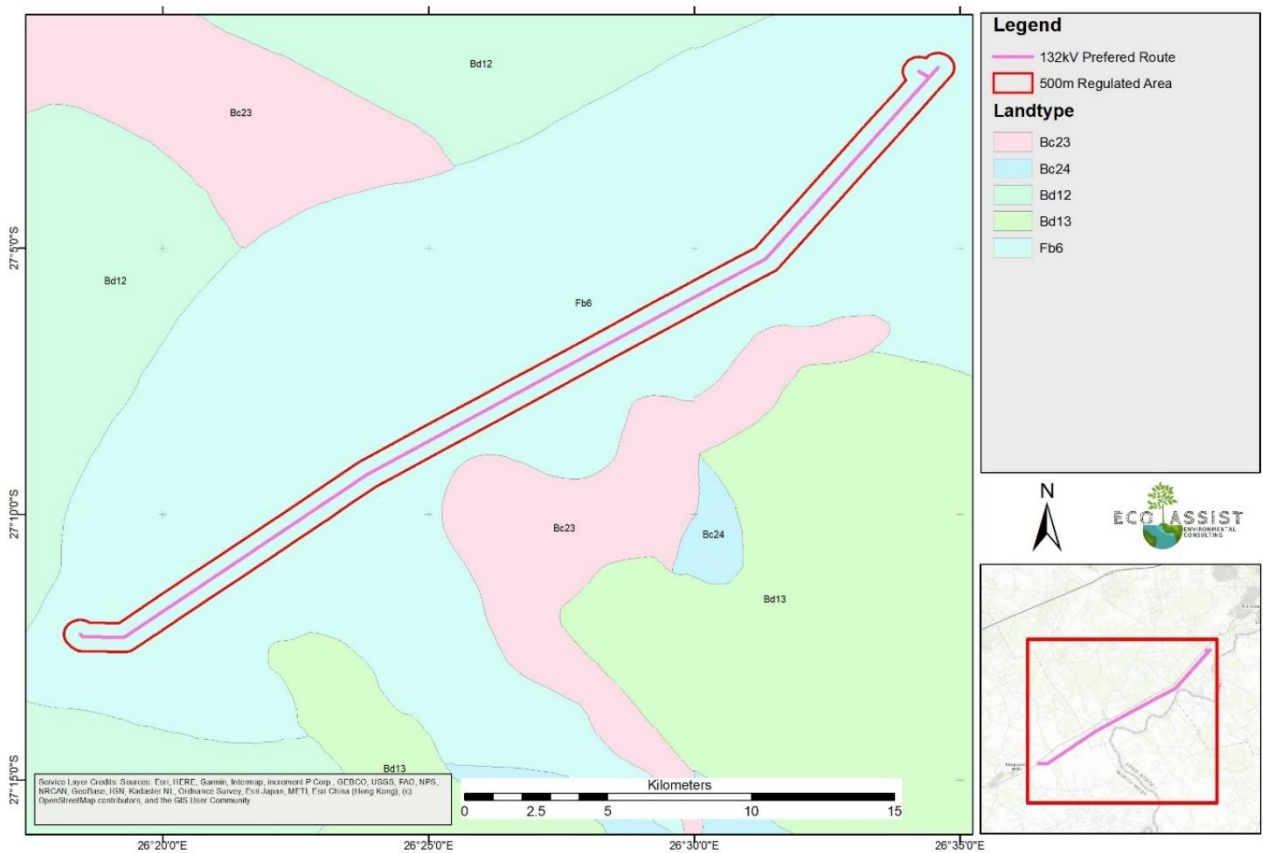 Legend
132kV Prefered Route
500m Regulated Area
Landtype
Bc23
Bc24
Bd12
Bd13
Fb6
Bd12
Bc23
Bd12
Fb6
Bc23
Bc24
Bd13
Bd13
27°5'0"S
27°10'0"S
27°15'0"S
26°20'0"E
26°25'0"E
26°30'0"E
26°35'0"E
Kilometers
0 2.5 5 10 15
Service Layer Credits: Sources: Esri, HERE, Garmin, Intermap, increment P Corp., GEBCO, USGS, FAO, NPS,
NRCAN, GeoBase, IGN, Kadaster NL, Ordnance Survey, Esri Japan, METI, Esri China (Hong Kong), (c)
OpenStreetMap contributors, and the GIS User Community
N
ECO ASSIST
ENVIRONMENTAL
CONSULTING
FREE STATE
NORTH WEST